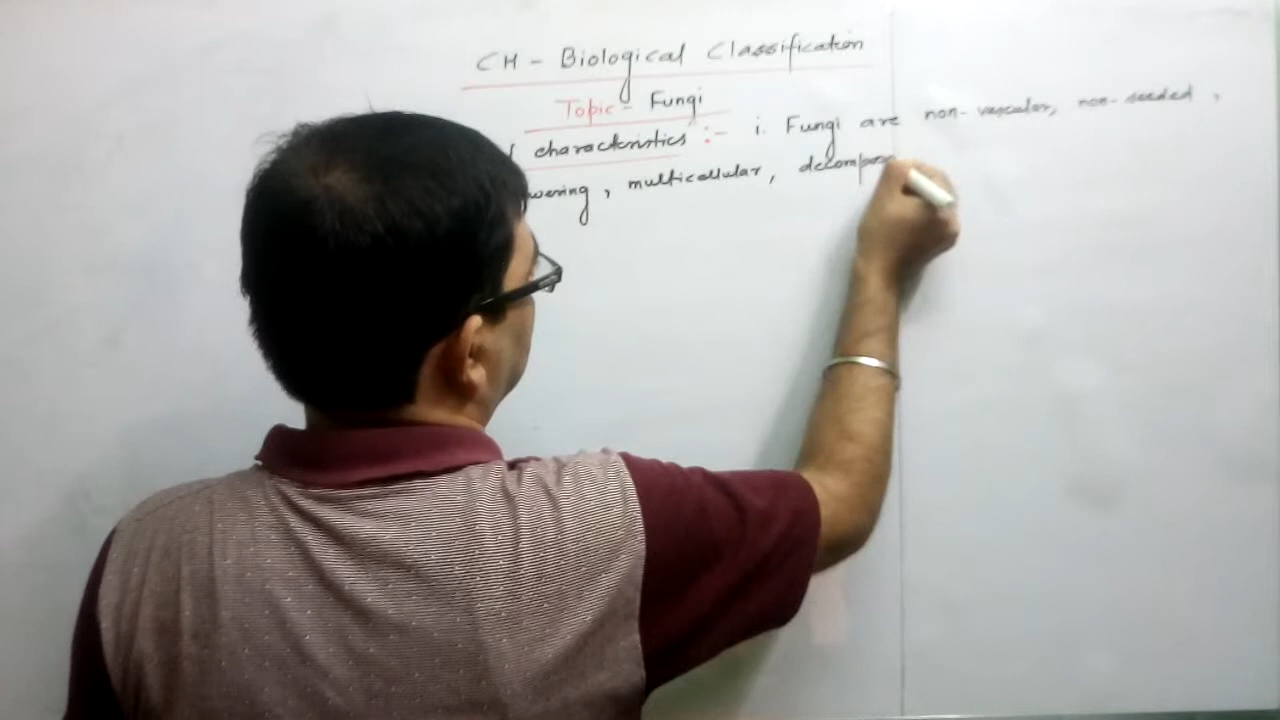 CH - Biological Classification
Topic - Fungi
characteristics :- i. Fungi are non-vascular, non-seeded,
wering, multicellular, decompos